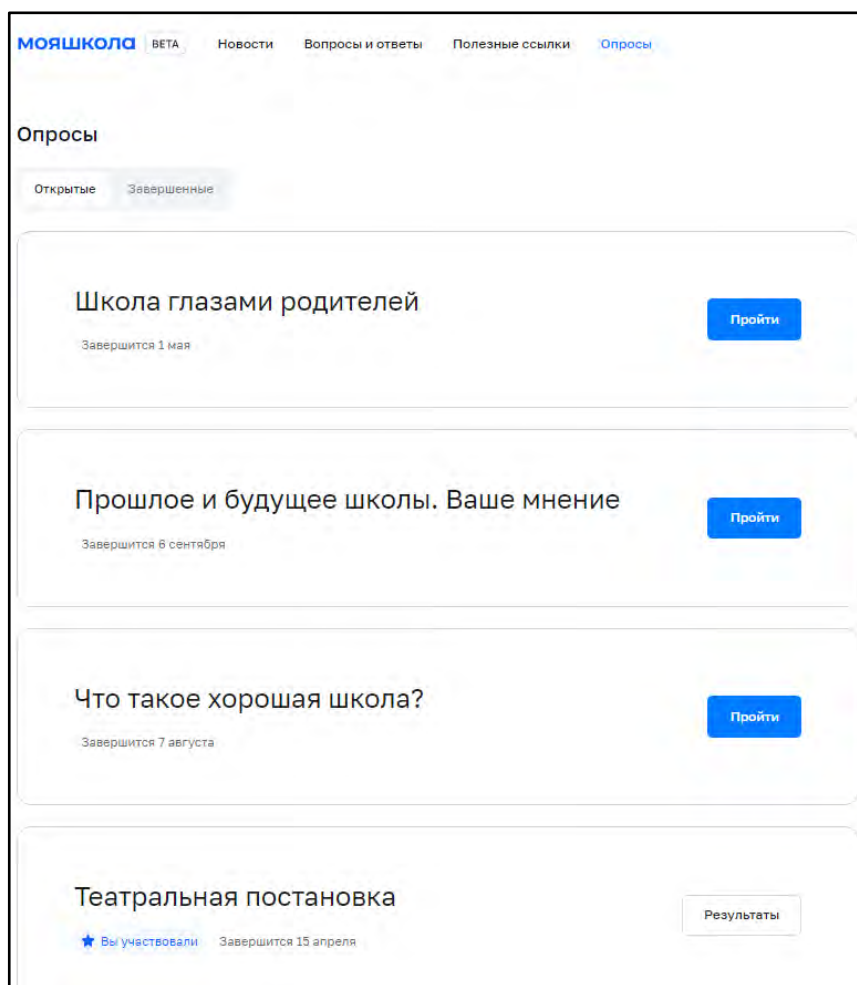 мояшкола BETA Новости Вопросы и ответы Полезные ссылки Опросы
Опросы
Открытые Завершенные
Школа глазами родителей
Завершится 1 мая
Пройти
Прошлое и будущее школы. Ваше мнение
Завершится 6 сентября
Пройти
Что такое хорошая школа?
Завершится 7 августа
Пройти
Театральная постановка
Вы участвовали Завершится 15 апреля
Результаты